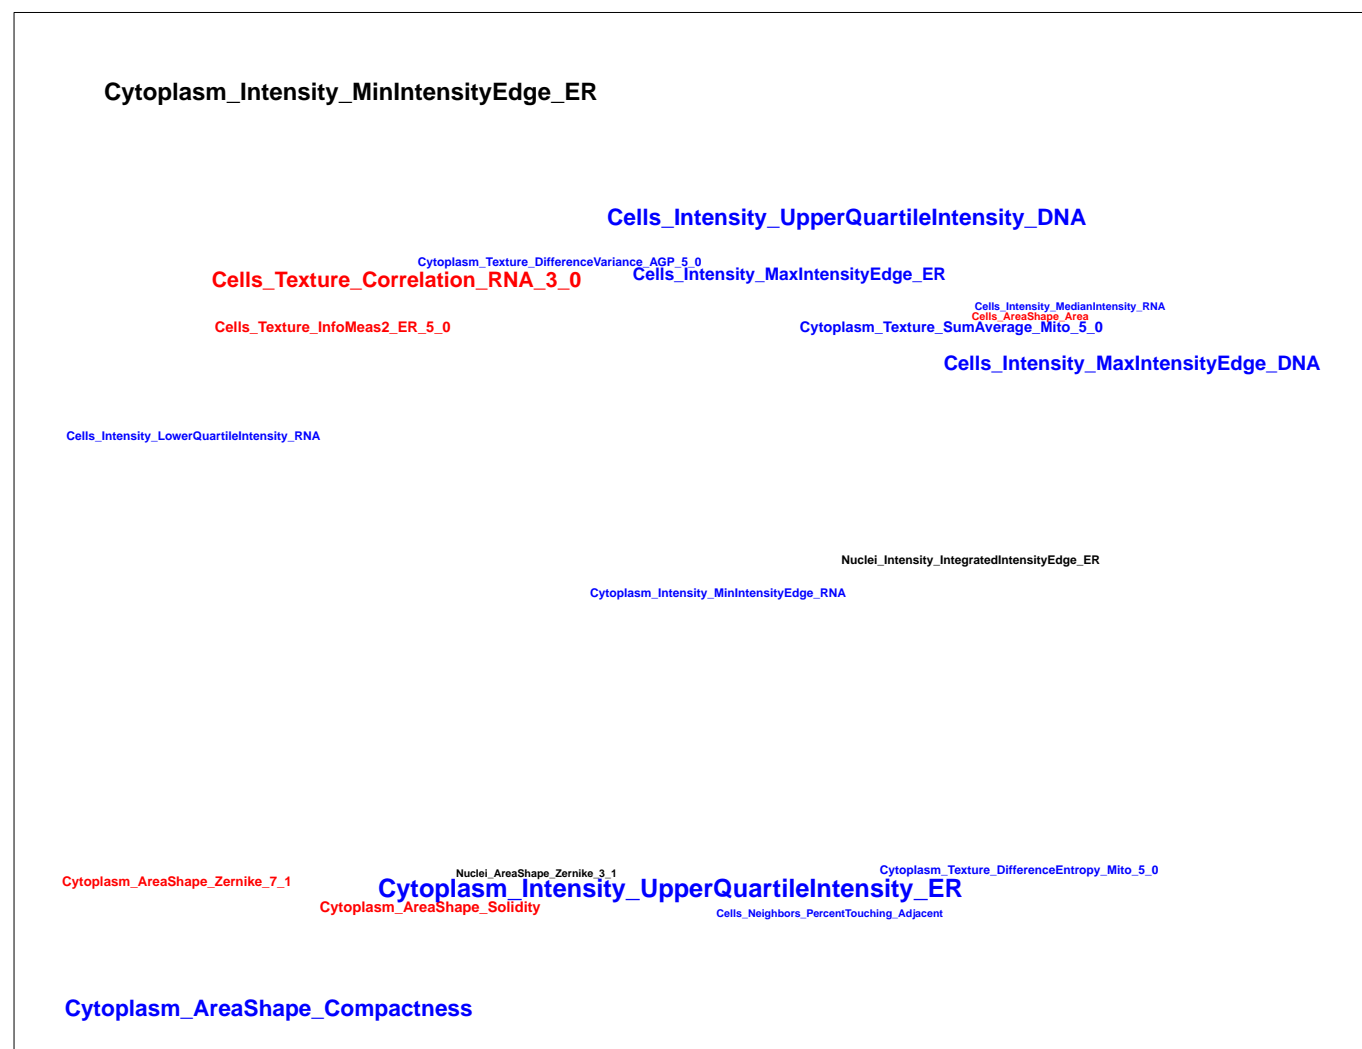 Cytoplasm_Intensity_MinIntensityEdge_ER
Cells_Intensity_UpperQuartileIntensity_DNA
Cytoplasm_Texture_DifferenceVariance_AGP_5_0
Cells_Intensity_MaxIntensityEdge_ER
Cells_Texture_Correlation_RNA_3_0
Cells_Intensity_MedianIntensity_RNA
Cells_AreaShape_Area
Cells_Texture_InfoMeas2_ER_5_0
Cytoplasm_Texture_SumAverage_Mito_5_0
Cells_Intensity_MaxIntensityEdge_DNA
Cells_Intensity_LowerQuartileIntensity_RNA
Nuclei_Intensity_IntegratedIntensityEdge_ER
Cytoplasm_Intensity_MinIntensityEdge_RNA
Cytoplasm_Texture_DifferenceEntropy_Mito_5_0
Nuclei_AreaShape_Zernike_3_1
Cytoplasm_AreaShape_Zernike_7_1
Cytoplasm_Intensity_UpperQuartileIntensity_ER
Cytoplasm_AreaShape_Solidity
Cells_Neighbors_PercentTouching_Adjacent
Cytoplasm_AreaShape_Compactness